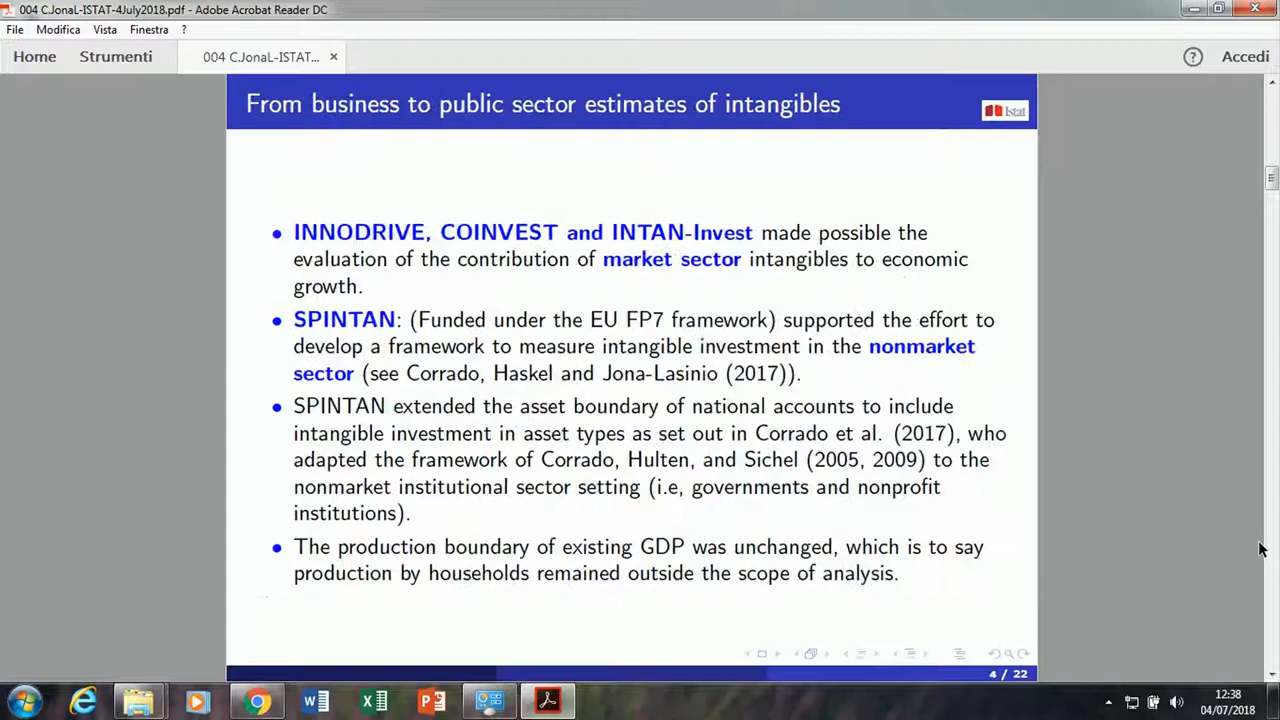 004 C.JonaL-ISTAT-4July2018.pdf - Adobe Acrobat Reader DC
File Modifica Vista Finestra ?
Home Strumenti 004 C.JonaL-ISTAT... × ? Accedi
From business to public sector estimates of intangibles
Istat
• INNODRIVE, COINVEST and INTAN-Invest made possible the
evaluation of the contribution of market sector intangibles to economic
growth.
• SPINTAN: (Funded under the EU FP7 framework) supported the effort to
develop a framework to measure intangible investment in the nonmarket
sector (see Corrado, Haskel and Jona-Lasinio (2017)).
• SPINTAN extended the asset boundary of national accounts to include
intangible investment in asset types as set out in Corrado et al. (2017), who
adapted the framework of Corrado, Hulten, and Sichel (2005, 2009) to the
nonmarket institutional sector setting (i.e, governments and nonprofit
institutions).
• The production boundary of existing GDP was unchanged, which is to say
production by households remained outside the scope of analysis.
4 / 22
12:38
04/07/2018